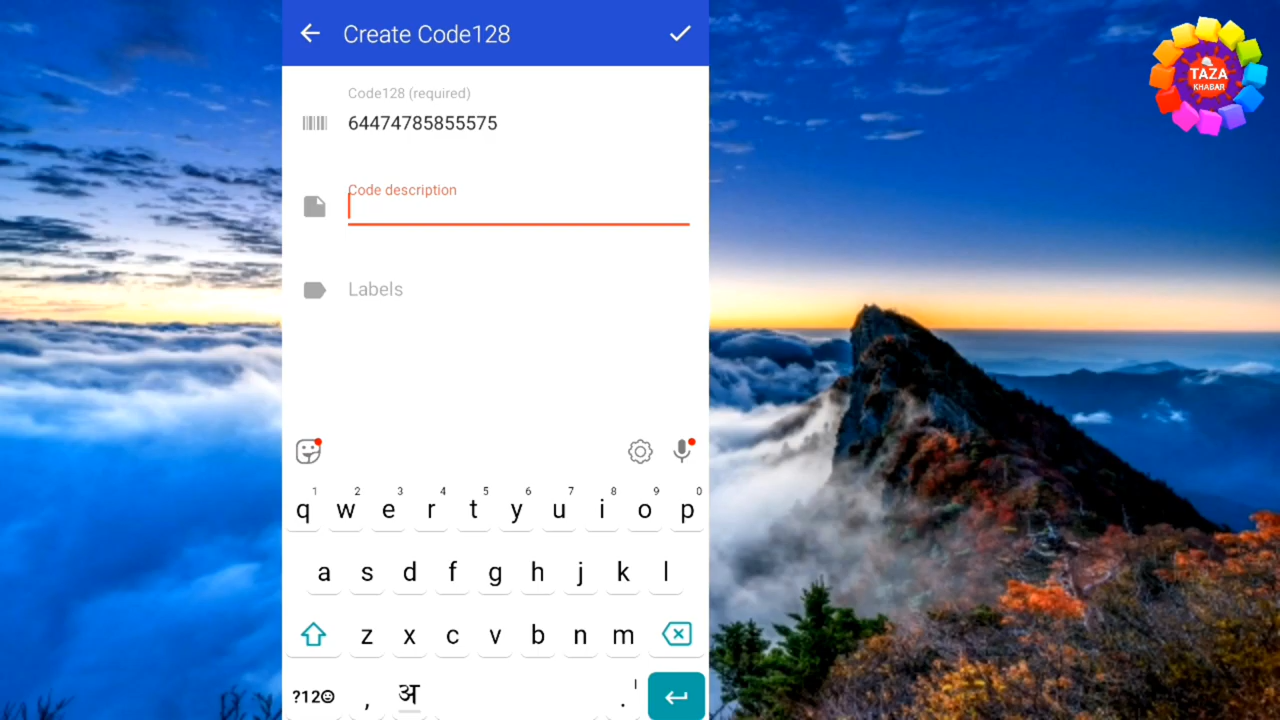 Create Code128
Code128 (required)
64474785855575
Code description
Labels
TAZA
KHABAR
1 2 3 4 5 6 7 8 9 0
q w e r t y u i o p
a s d f g h j k l
z x c v b n m
?12☺ , अ . ।